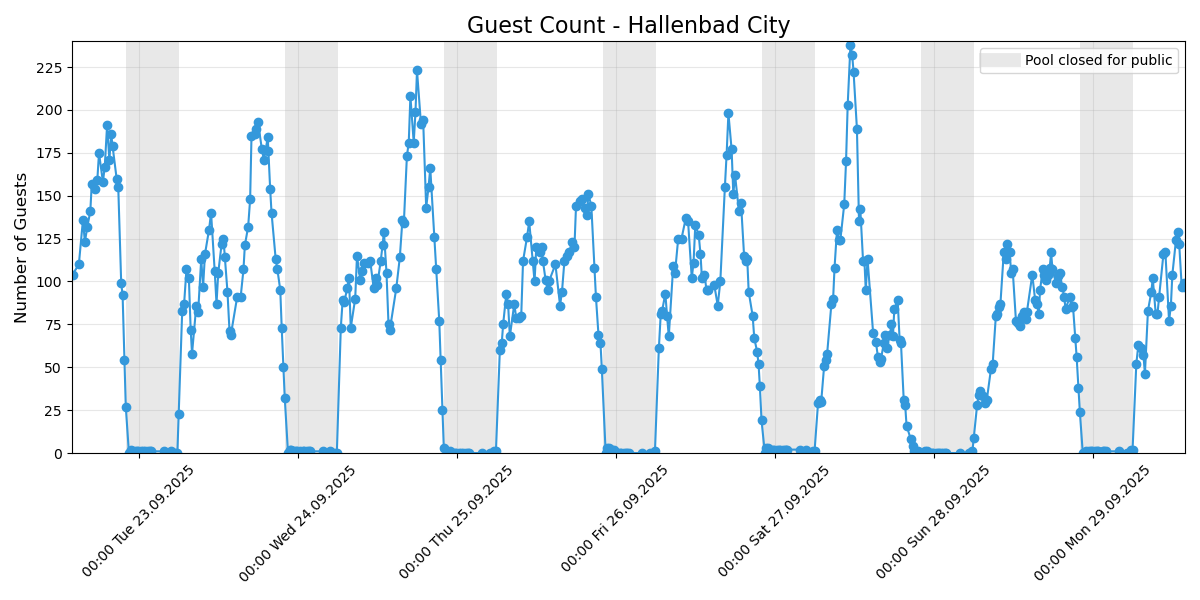 Guest Count - Hallenbad City
Pool closed for public
Number of Guests
225
200
175
150
125
100
75
50
25
0
00:00 Tue 23.09.2025
00:00 Wed 24.09.2025
00:00 Thu 25.09.2025
00:00 Fri 26.09.2025
00:00 Sat 27.09.2025
00:00 Sun 28.09.2025
00:00 Mon 29.09.2025